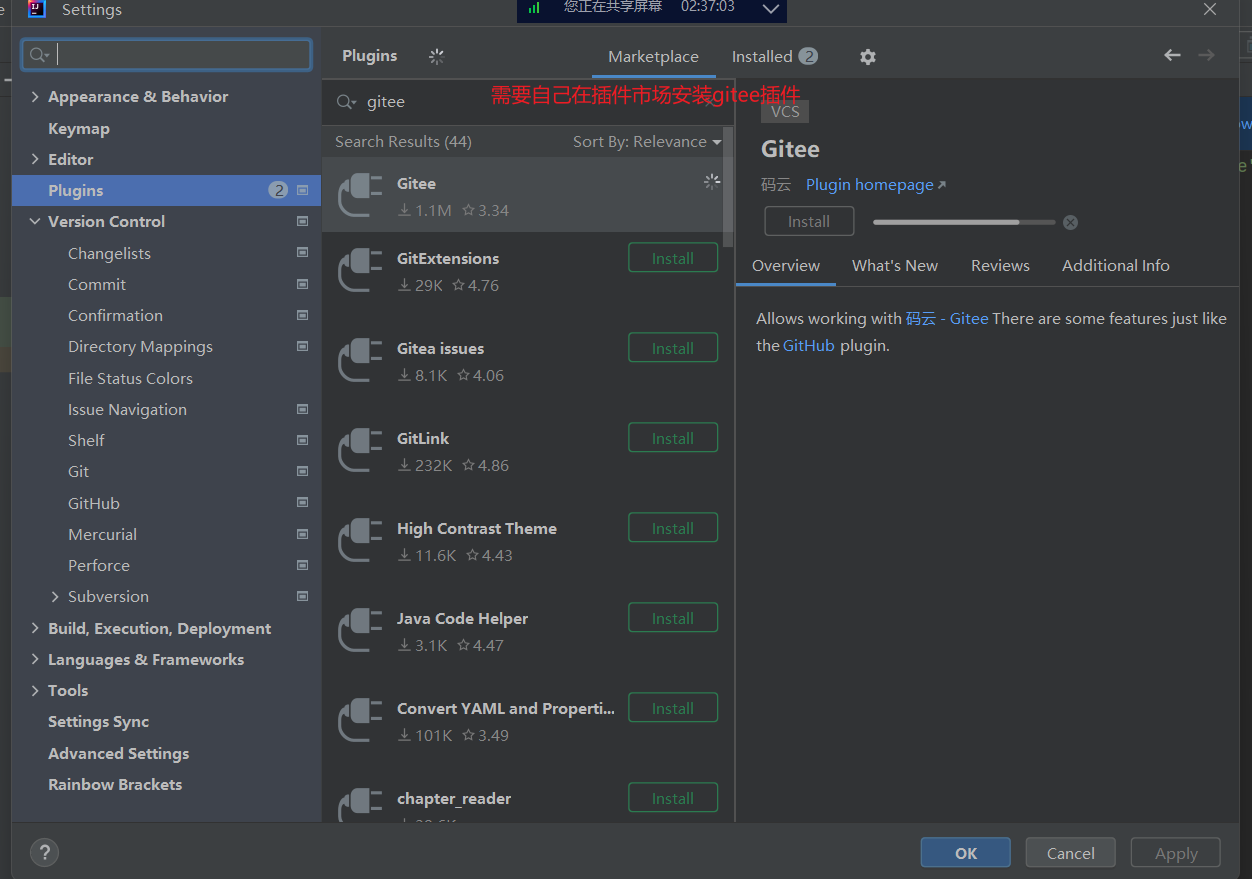 Settings
您正在共享屏幕 02:37:03
Plugins
Marketplace
Installed 2
需要自己在插件市场安装gitee插件
Appearance & Behavior
Keymap
Editor
Plugins 2
Version Control
Changelists
Commit
Confirmation
Directory Mappings
File Status Colors
Issue Navigation
Shelf
Git
GitHub
Mercurial
Perforce
Subversion
Build, Execution, Deployment
Languages & Frameworks
Tools
Settings Sync
Advanced Settings
Rainbow Brackets
gitee
Search Results (44) Sort By: Relevance
Gitee
1.1M 3.34
GitExtensions Install
29K 4.76
Gitea issues Install
8.1K 4.06
GitLink Install
232K 4.86
High Contrast Theme Install
11.6K 4.43
Java Code Helper Install
3.1K 4.47
Convert YAML and Properti... Install
101K 3.49
chapter_reader Install
VCS
Gitee
码云 Plugin homepage
Install
Overview What's New Reviews Additional Info
Allows working with 码云 - Gitee There are some features just like
the GitHub plugin.
?
OK Cancel Apply